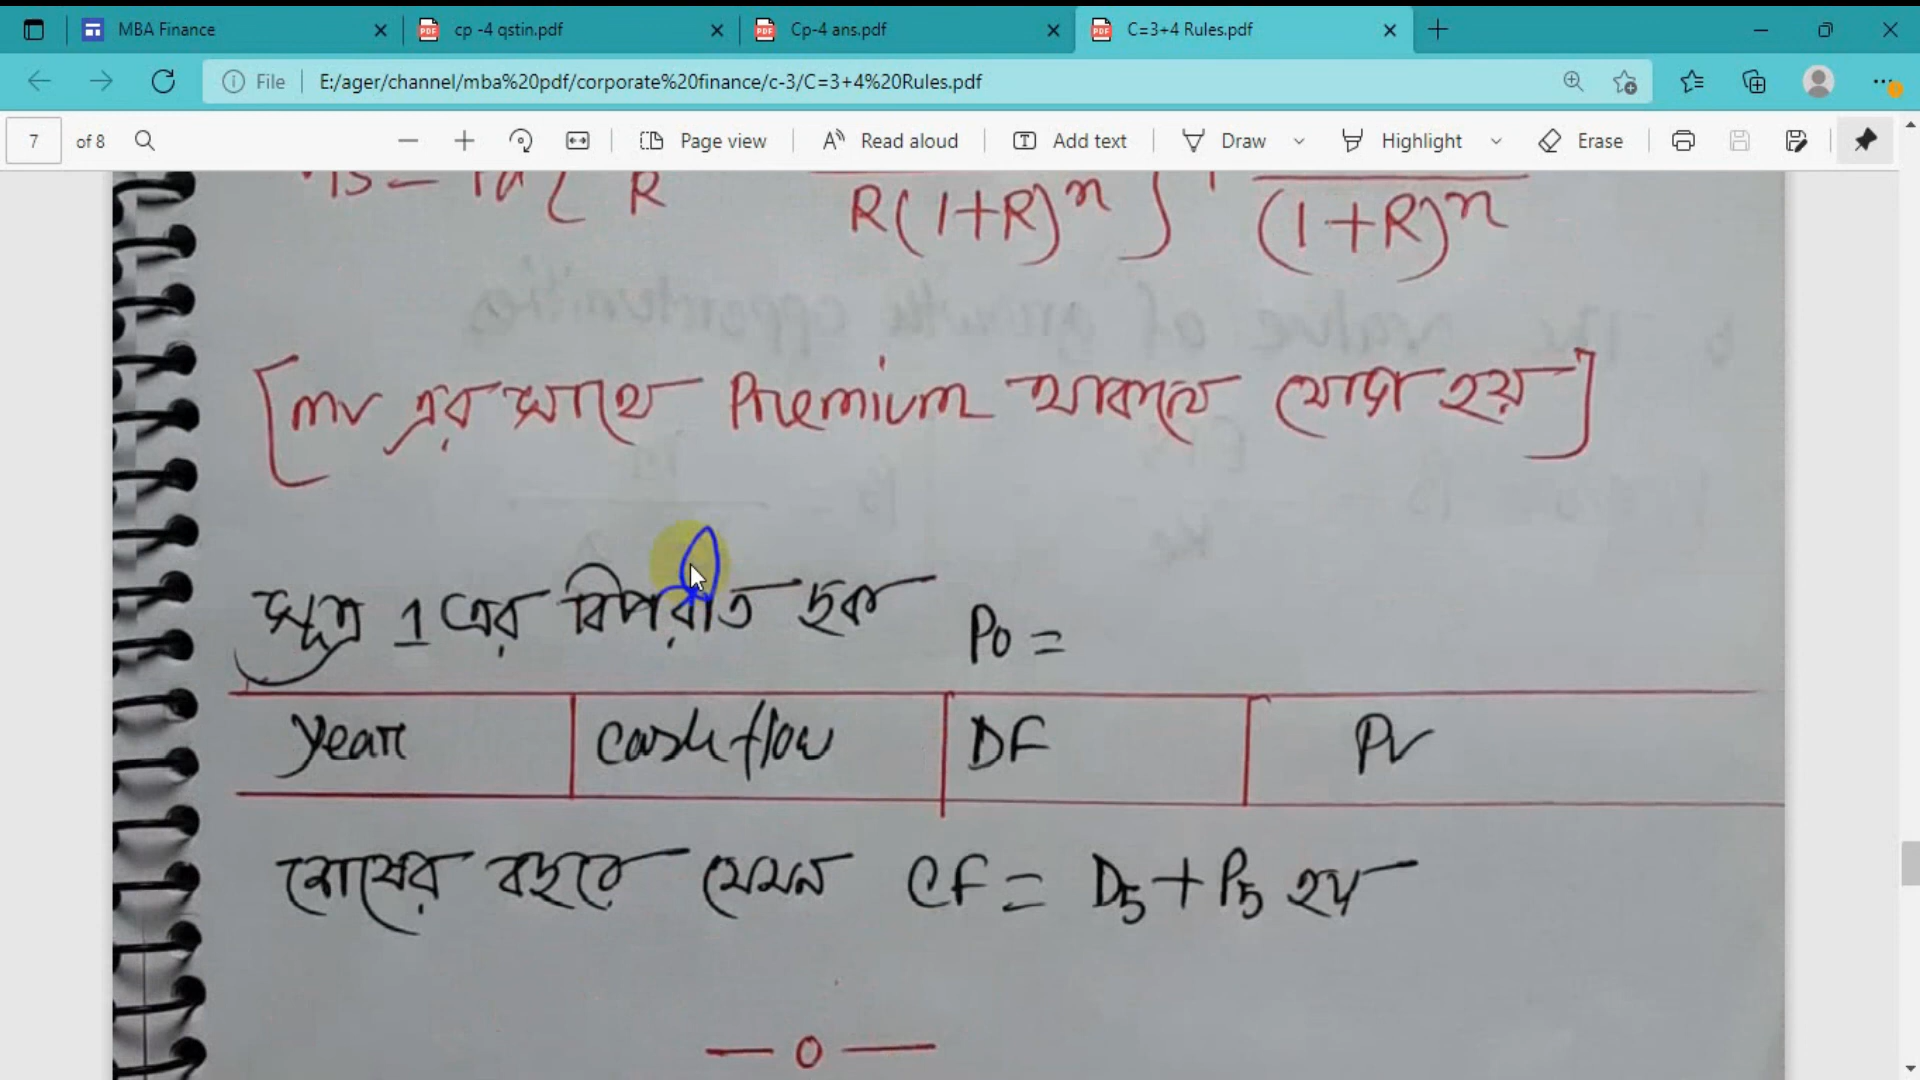 MBA Finance
cp -4 qstin.pdf
Cp-4 ans.pdf
C=3+4 Rules.pdf
File
E:/ager/channel/mba%20pdf/corporate%20finance/c-3/C=3+4%20Rules.pdf
7 of 8
Page view
Read aloud
Add text
Draw
Highlight
Erase
R
R(1+R)^n
(1+R)^n
[mv এর সাথে Premium থাকলে যোগ হয়]
সূত্র 1 এর বিপরীত ছক P0 =
year cash flow DF PV
শেষের বছরে যেমন CF = D5 + P5 হয়
— 0 —